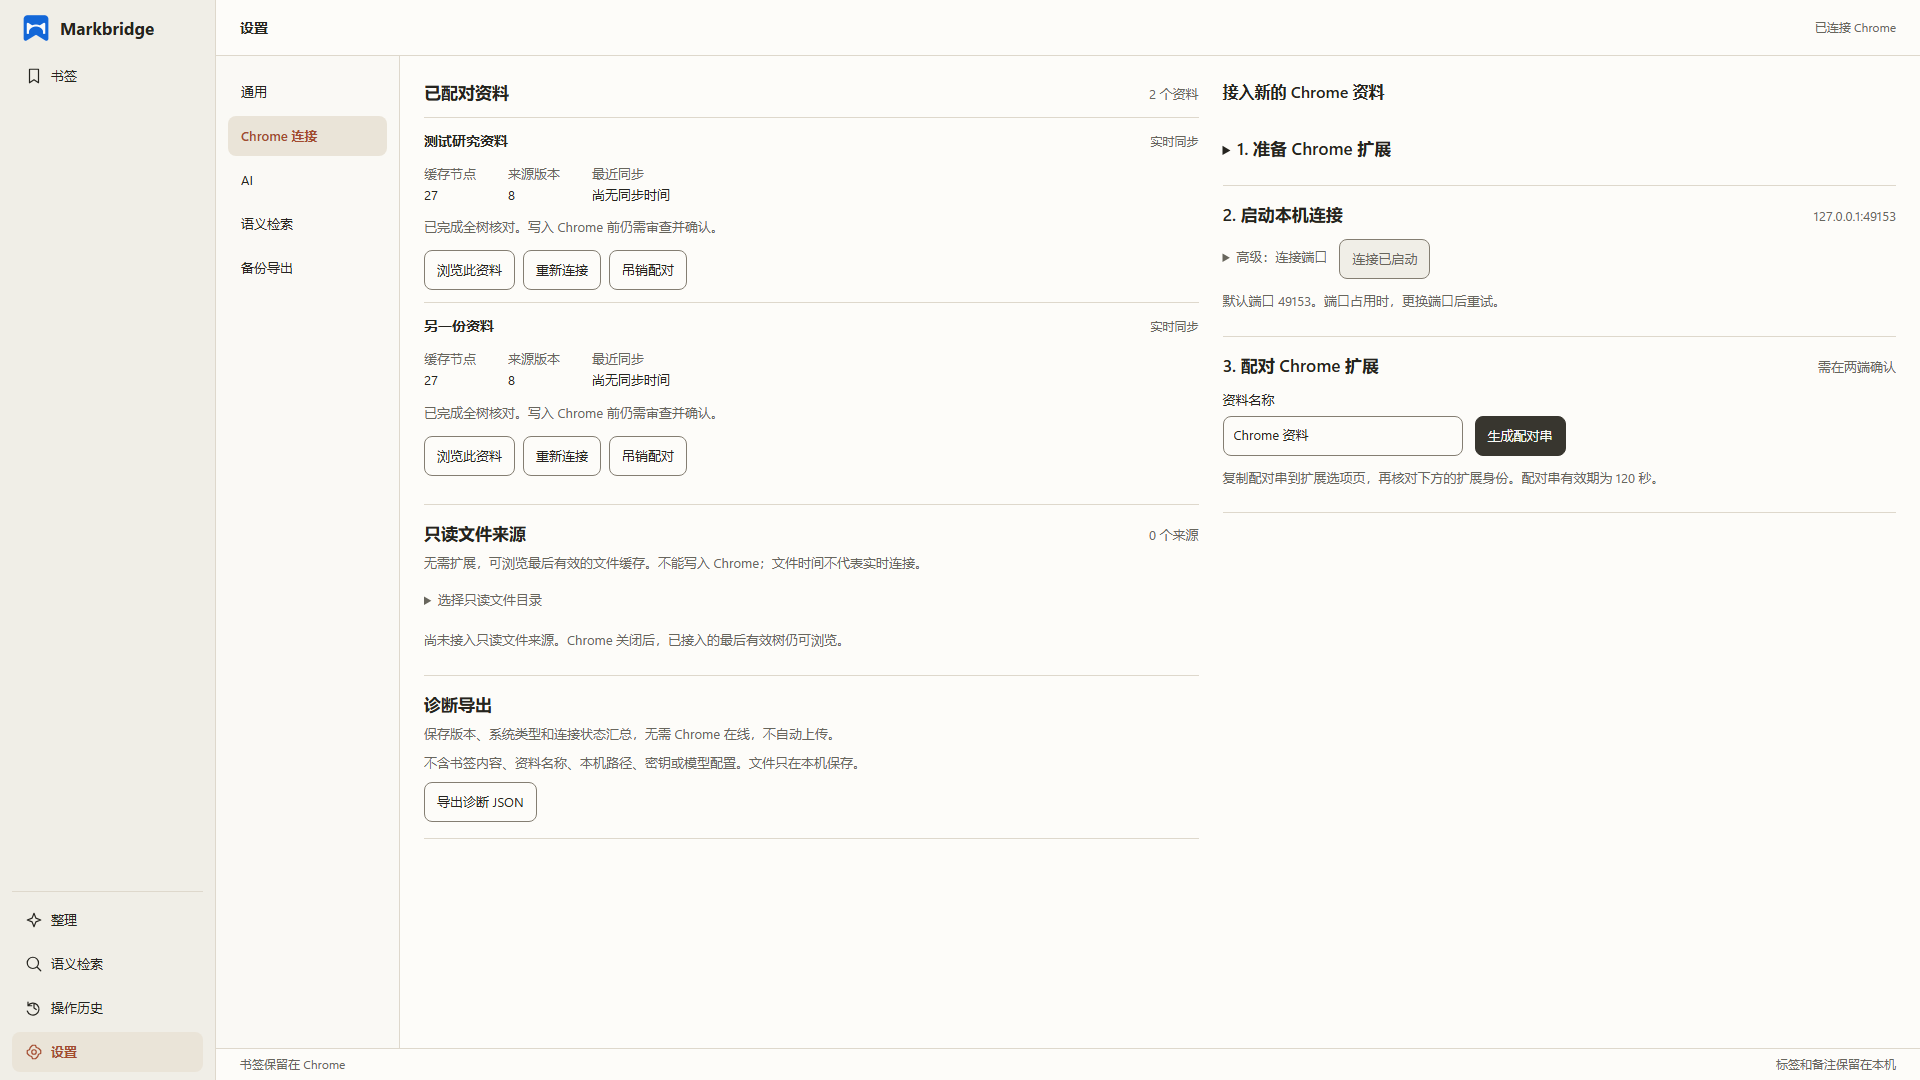 Markbridge
书签
整理
语义检索
操作历史
设置
设置
已连接 Chrome
通用
Chrome 连接
AI
语义检索
备份导出
已配对资料
2 个资料
测试研究资料
实时同步
缓存节点 来源版本 最近同步
27 8 尚无同步时间
已完成全树核对。写入 Chrome 前仍需审查并确认。
浏览此资料 重新连接 吊销配对
另一份资料
实时同步
缓存节点 来源版本 最近同步
27 8 尚无同步时间
已完成全树核对。写入 Chrome 前仍需审查并确认。
浏览此资料 重新连接 吊销配对
只读文件来源
0 个来源
无需扩展，可浏览最后有效的文件缓存。不能写入 Chrome；文件时间不代表实时连接。
选择只读文件目录
尚未接入只读文件来源。Chrome 关闭后，已接入的最后有效树仍可浏览。
诊断导出
保存版本、系统类型和连接状态汇总，无需 Chrome 在线，不自动上传。
不含书签内容、资料名称、本机路径、密钥或模型配置。文件只在本机保存。
导出诊断 JSON
接入新的 Chrome 资料
1. 准备 Chrome 扩展
2. 启动本机连接
127.0.0.1:49153
高级：连接端口 连接已启动
默认端口 49153。端口占用时，更换端口后重试。
3. 配对 Chrome 扩展
需在两端确认
资料名称
Chrome 资料 生成配对串
复制配对串到扩展选项页，再核对下方的扩展身份。配对串有效期为 120 秒。
书签保留在 Chrome
标签和备注保留在本机